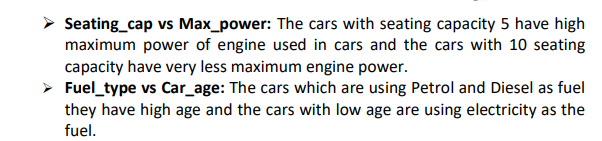 ➢ Seating_cap vs Max_power: The cars with seating capacity 5 have high
maximum power of engine used in cars and the cars with 10 seating
capacity have very less maximum engine power.
➢ Fuel_type vs Car_age: The cars which are using Petrol and Diesel as fuel
they have high age and the cars with low age are using electricity as the
fuel.